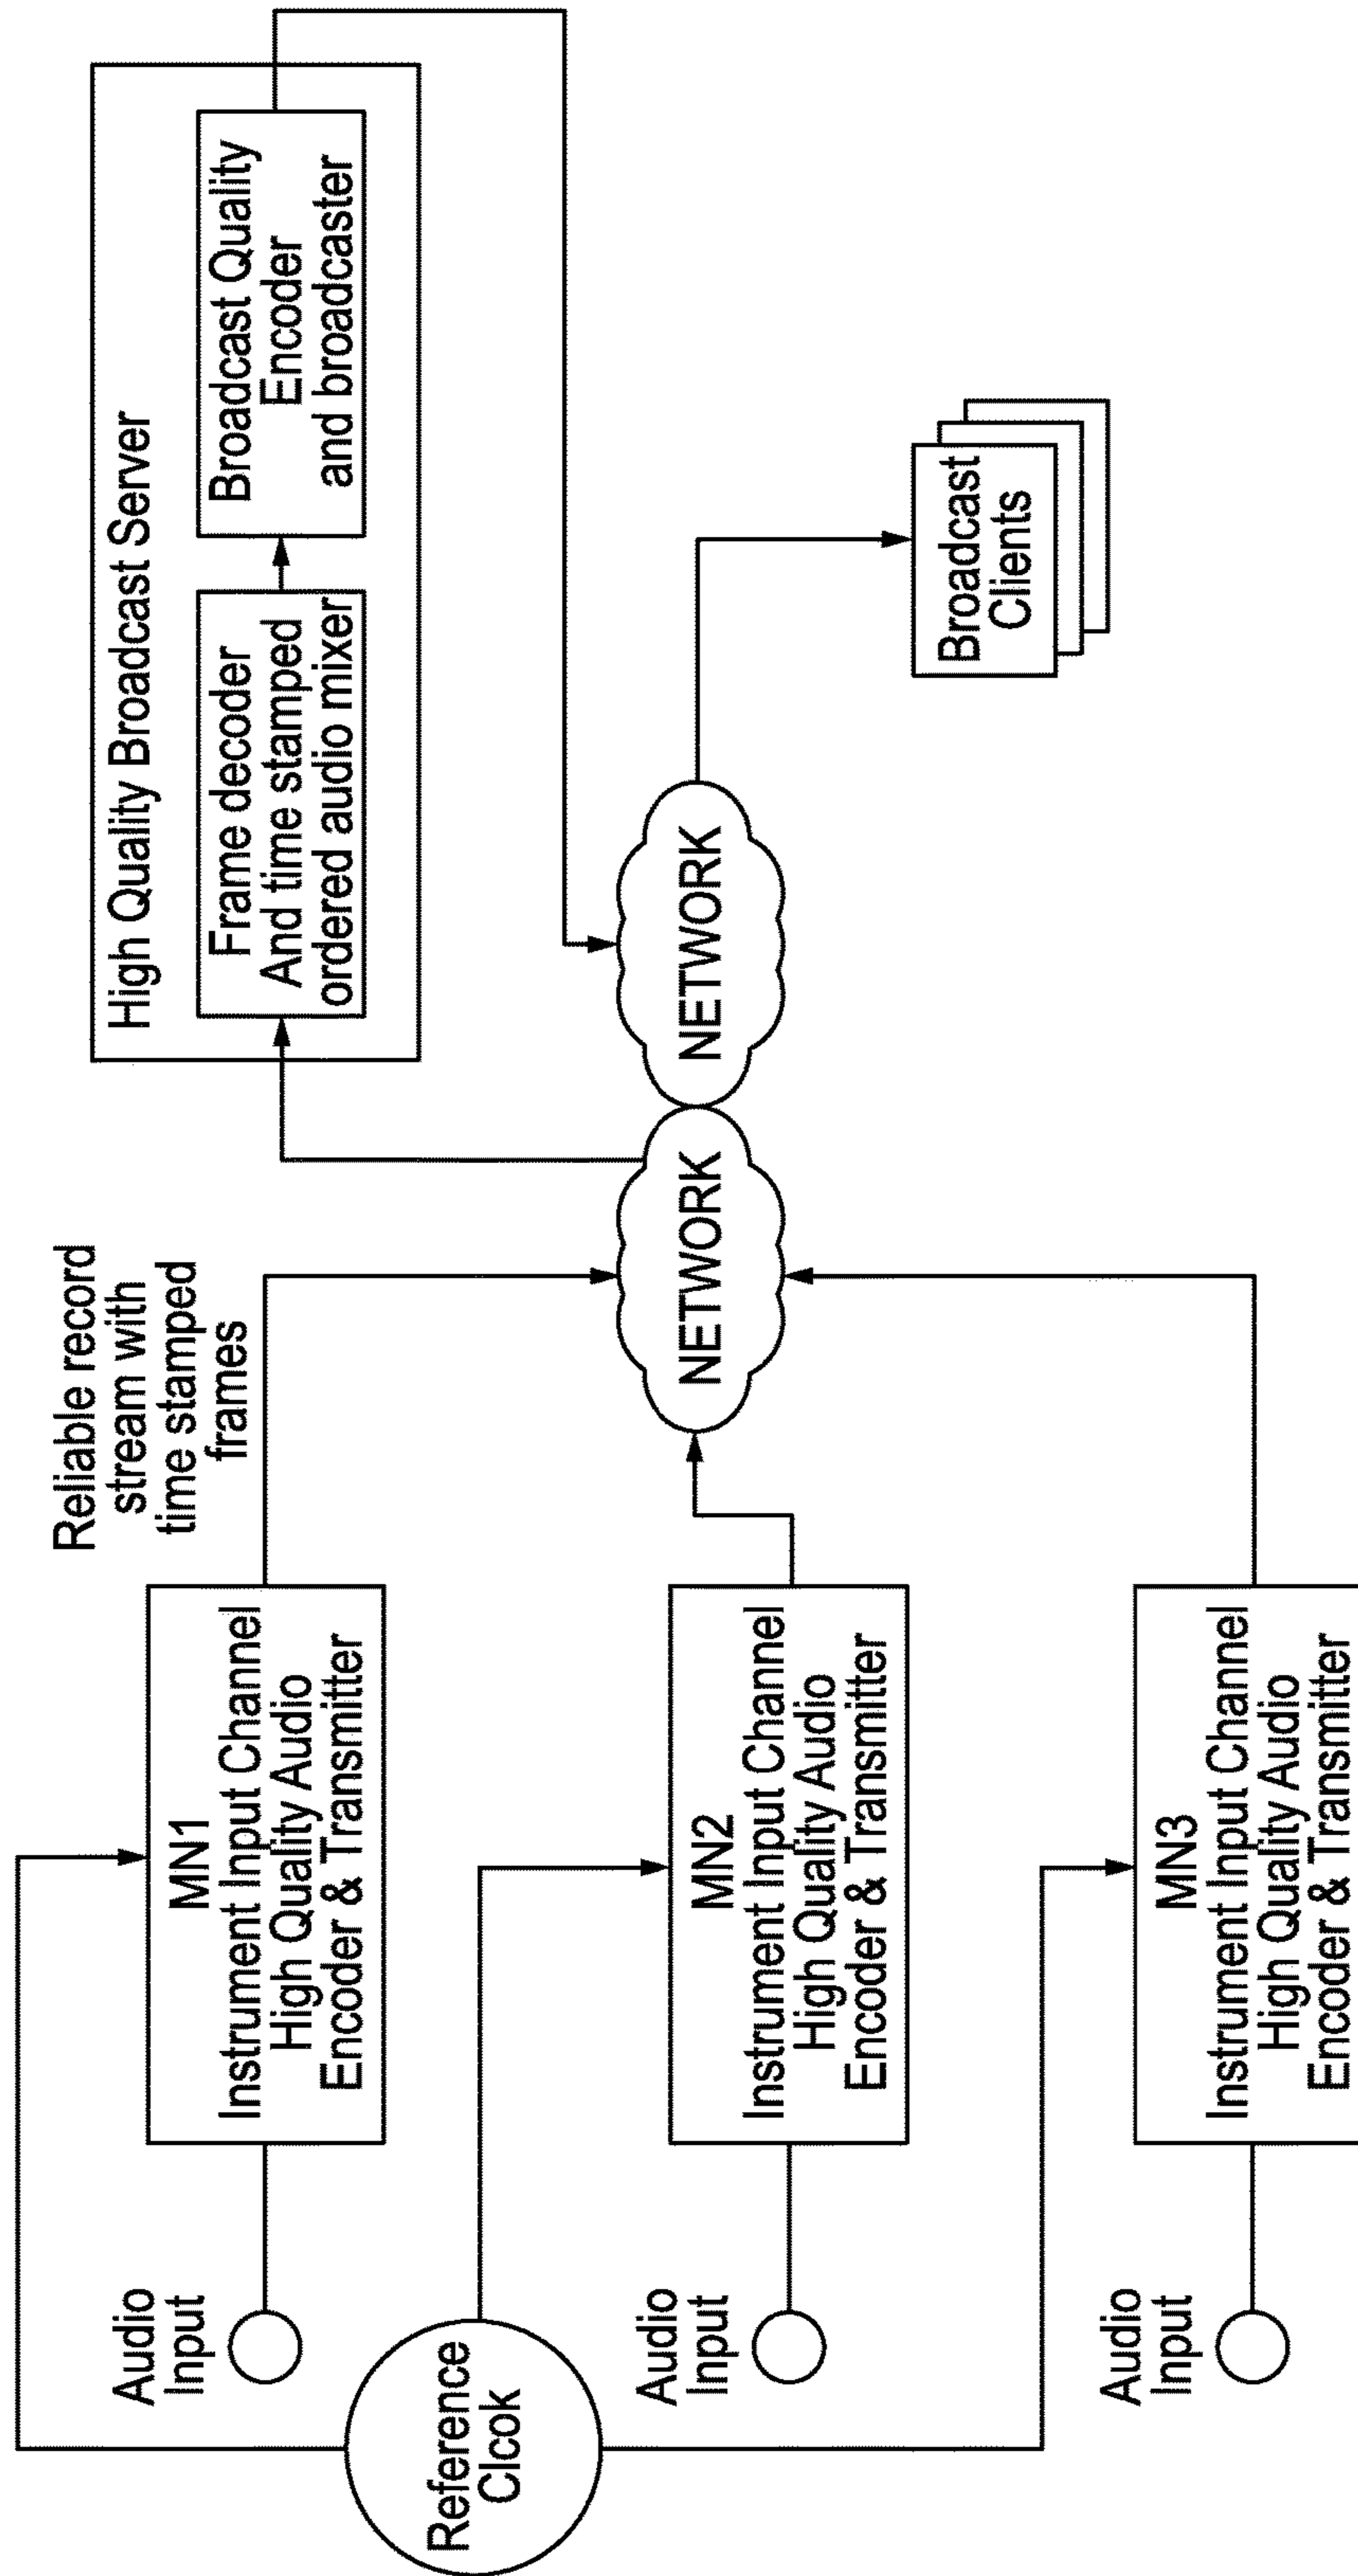 Reference
Clcok
Audio
Input
MN1
Instrument Input Channel
High Quality Audio
Encoder & Transmitter
Reliable record
stream with
time stamped
frames
Audio
Input
MN2
Instrument Input Channel
High Quality Audio
Encoder & Transmitter
Audio
Input
MN3
Instrument Input Channel
High Quality Audio
Encoder & Transmitter
NETWORK
NETWORK
High Quality Broadcast Server
Frame decoder
And time stamped
ordered audio mixer
Broadcast Quality
Encoder
and broadcaster
Broadcast
Clients